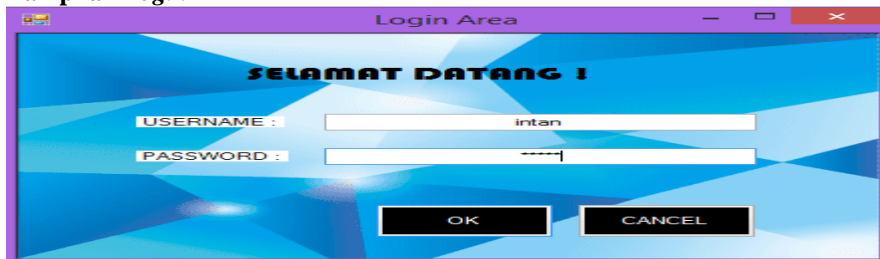 Login Area
SELAMAT DATANG !
USERNAME :
intan
PASSWORD :
*****
OK
CANCEL